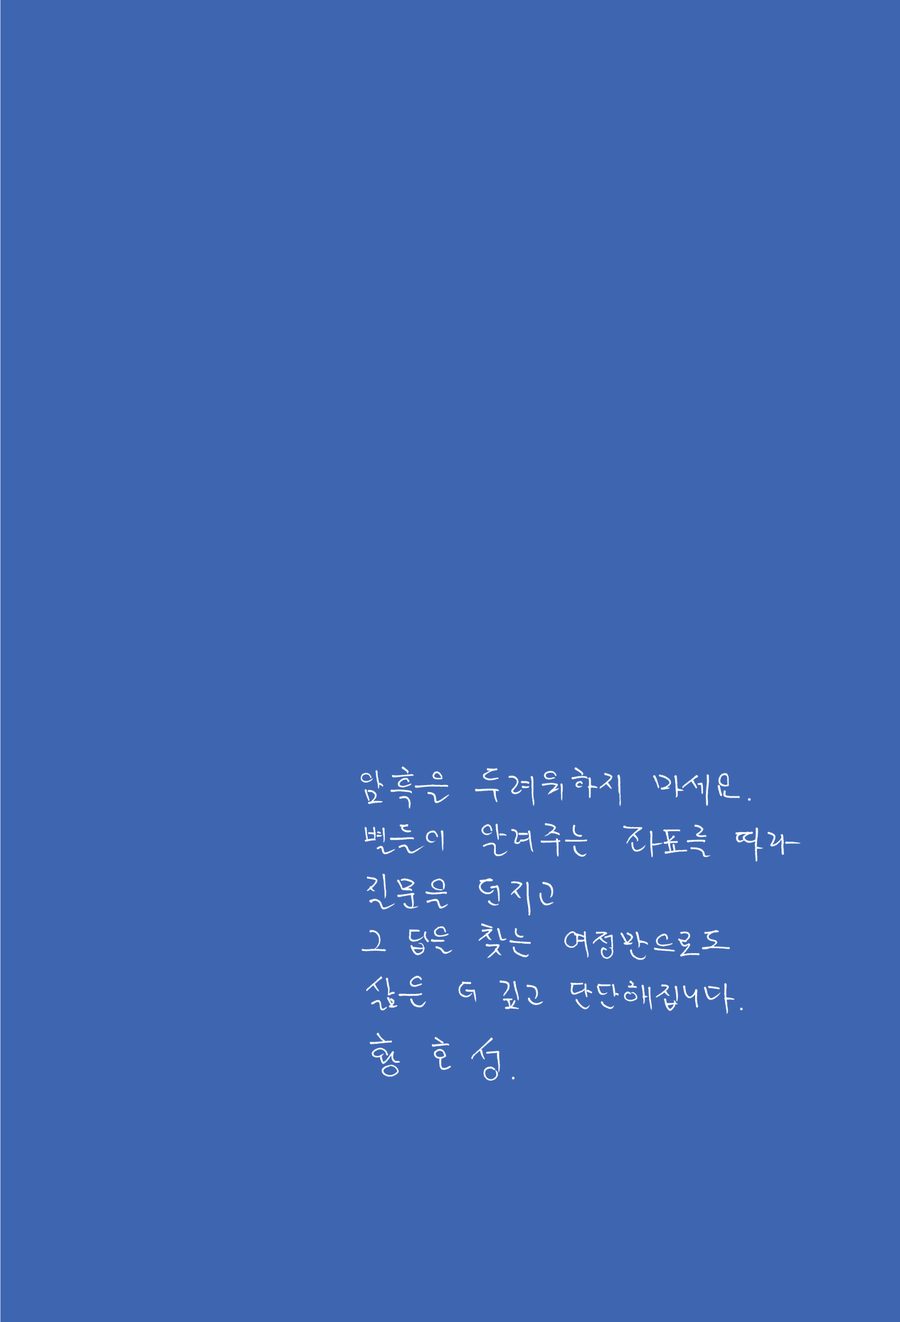 암흑을 두려워하지 마세요.
별들이 알려주는 좌표를 따라
질문을 던지고
그 답을 찾는 여정만으로도
삶은 더 깊고 단단해집니다.
황호성.